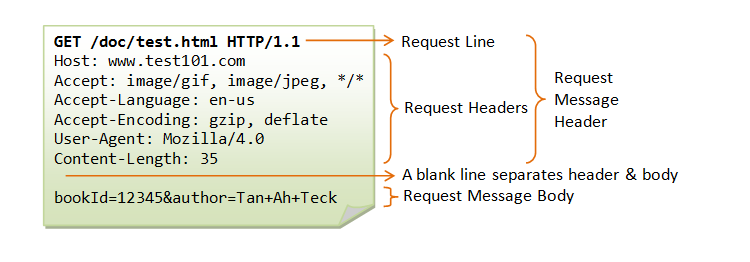 GET /doc/test.html HTTP/1.1
Request Line
Host: www.test101.com
Accept: image/gif, image/jpeg, */*
Accept-Language: en-us
Accept-Encoding: gzip, deflate
User-Agent: Mozilla/4.0
Content-Length: 35
Request Headers
Request
Message
Header
A blank line separates header & body
bookId=12345&author=Tan+Ah+Teck
Request Message Body